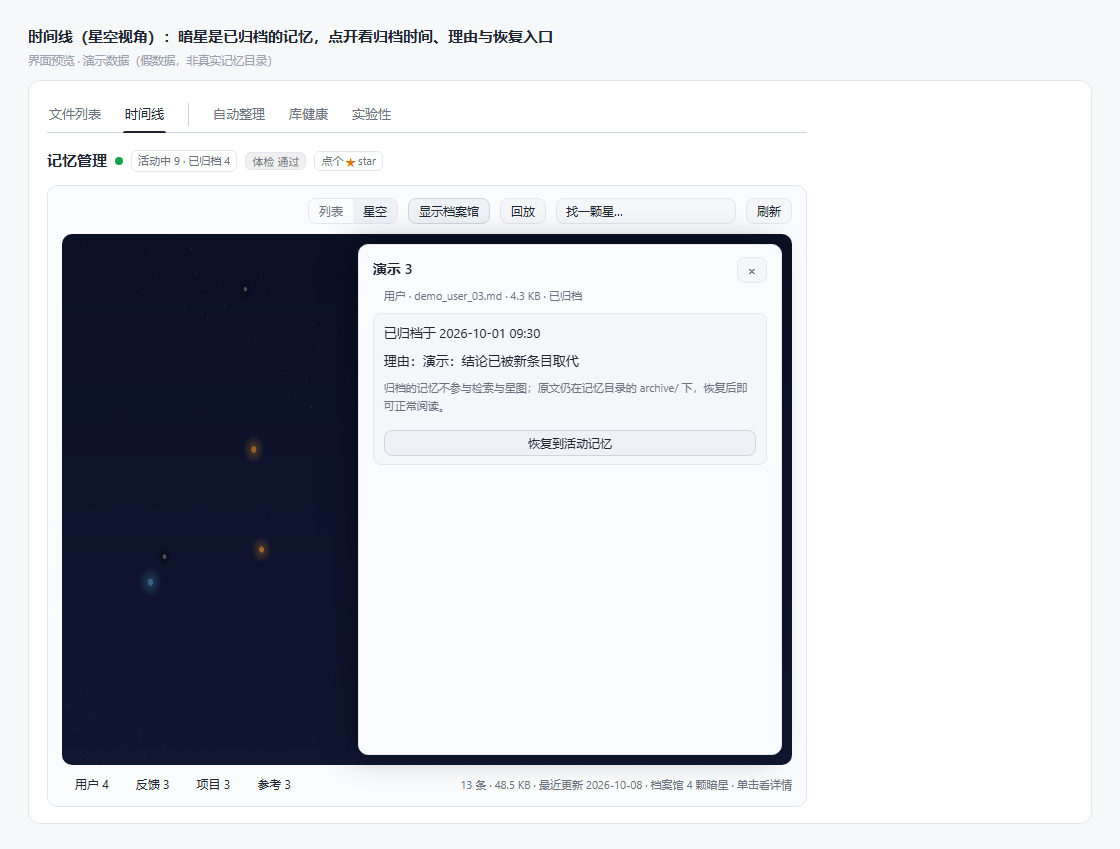 时间线（星空视角）：暗星是已归档的记忆，点开看归档时间、理由与恢复入口
界面预览 · 演示数据（假数据，非真实记忆目录）
文件列表 时间线 自动整理 库健康 实验性
记忆管理 活动中 9 · 已归档 4 体检 通过 点个★star
列表 星空 显示档案馆 回放 找一颗星... 刷新
演示 3 ×
用户 · demo_user_03.md · 4.3 KB · 已归档
已归档于 2026-10-01 09:30
理由：演示：结论已被新条目取代
归档的记忆不参与检索与星图；原文仍在记忆目录的 archive/ 下，恢复后即
可正常阅读。
恢复到活动记忆
用户 4 反馈 3 项目 3 参考 3 13 条 · 48.5 KB · 最近更新 2026-10-08 · 档案馆 4 颗暗星 · 单击看详情